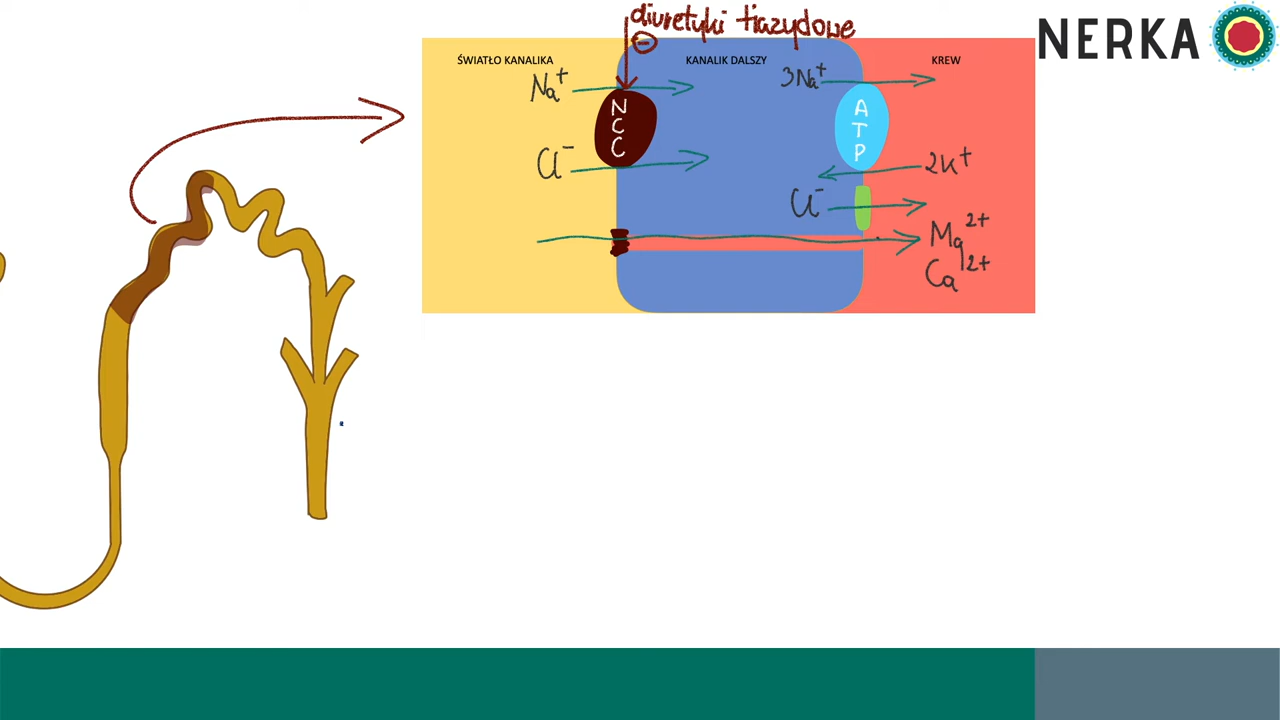 diuretyki tiazydowe
NERKA
⊖
ŚWIATŁO KANALIKA
KANALIK DALSZY
KREW
Na⁺
3Na⁺
NCC
ATP
Cl⁻
2K⁺
Cl⁻
Mg²⁺
Ca²⁺